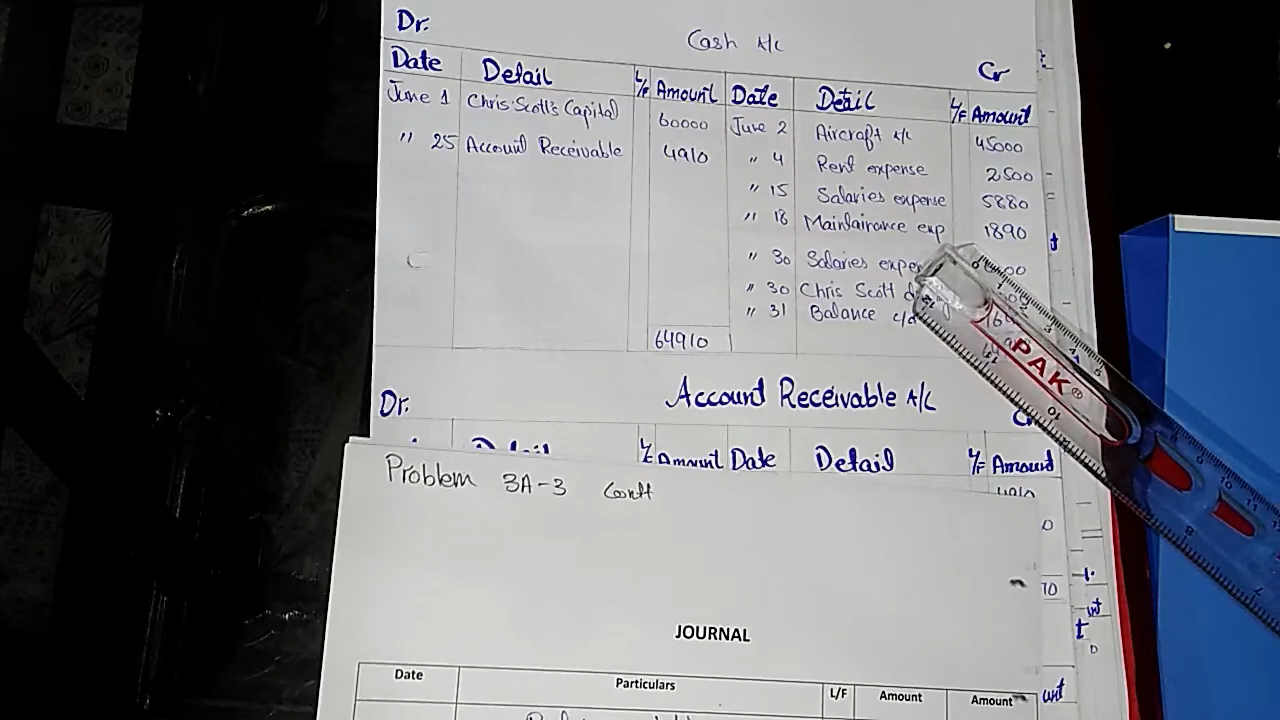 Dr. Cash A/c Cr
Date Detail L/F Amount Date Detail L/F Amount
June 1 Chris Scott's Capital 60000 June 2 Aircraft A/c 45000
" 25 Account Receivable 4910 " 4 Rent expense 2500
" 15 Salaries expense 5880
" 18 Maintairance exp 1890
" 30 Salaries
" 30 Chris Scott
" 31 Balance c/d
64910
Dr. Account Receivable A/c
L/F Amount Date Detail L/F Amount
Problem 3A-3 Cont
JOURNAL
Date Particulars L/F Amount Amount
PAK®